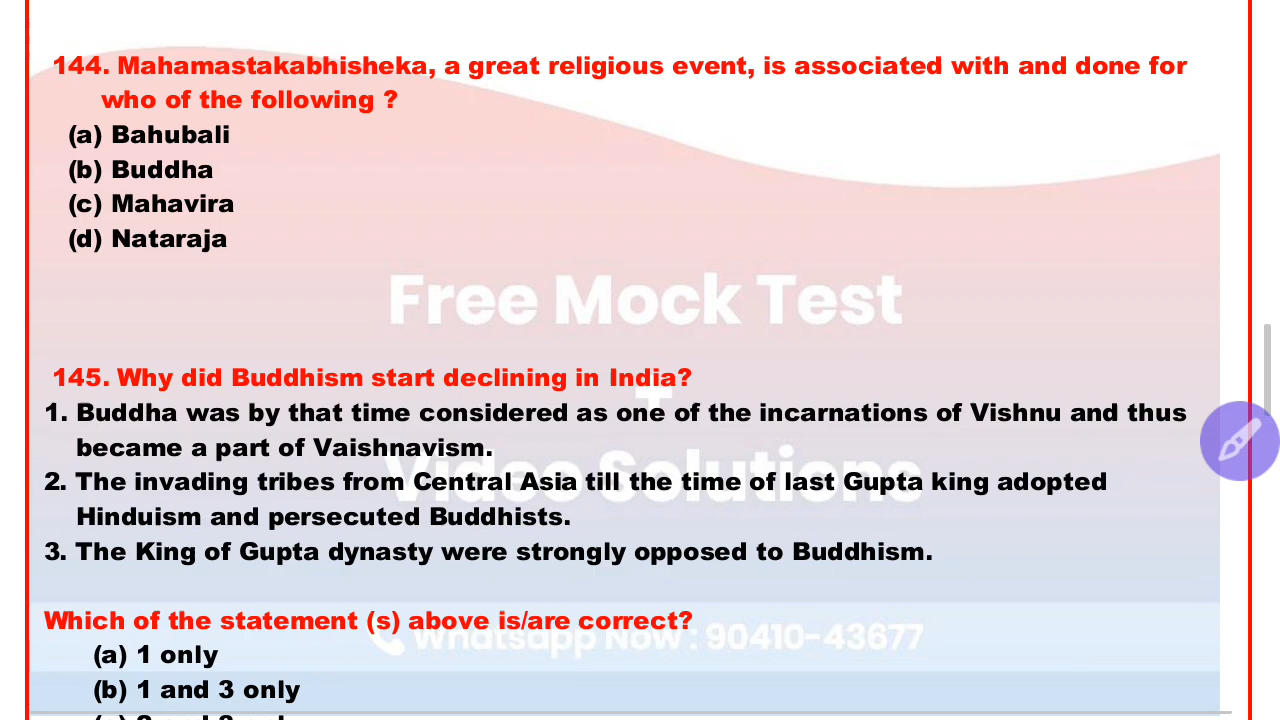 144. Mahamastakabhisheka, a great religious event, is associated with and done for
who of the following ?
(a) Bahubali
(b) Buddha
(c) Mahavira
(d) Nataraja
Free Mock Test
+
145. Why did Buddhism start declining in India?
1. Buddha was by that time considered as one of the incarnations of Vishnu and thus
became a part of Vaishnavism.
Video Solutions
2. The invading tribes from Central Asia till the time of last Gupta king adopted
Hinduism and persecuted Buddhists.
3. The King of Gupta dynasty were strongly opposed to Buddhism.
Which of the statement (s) above is/are correct?
Whatsapp Now : 90410-43677
(a) 1 only
(b) 1 and 3 only